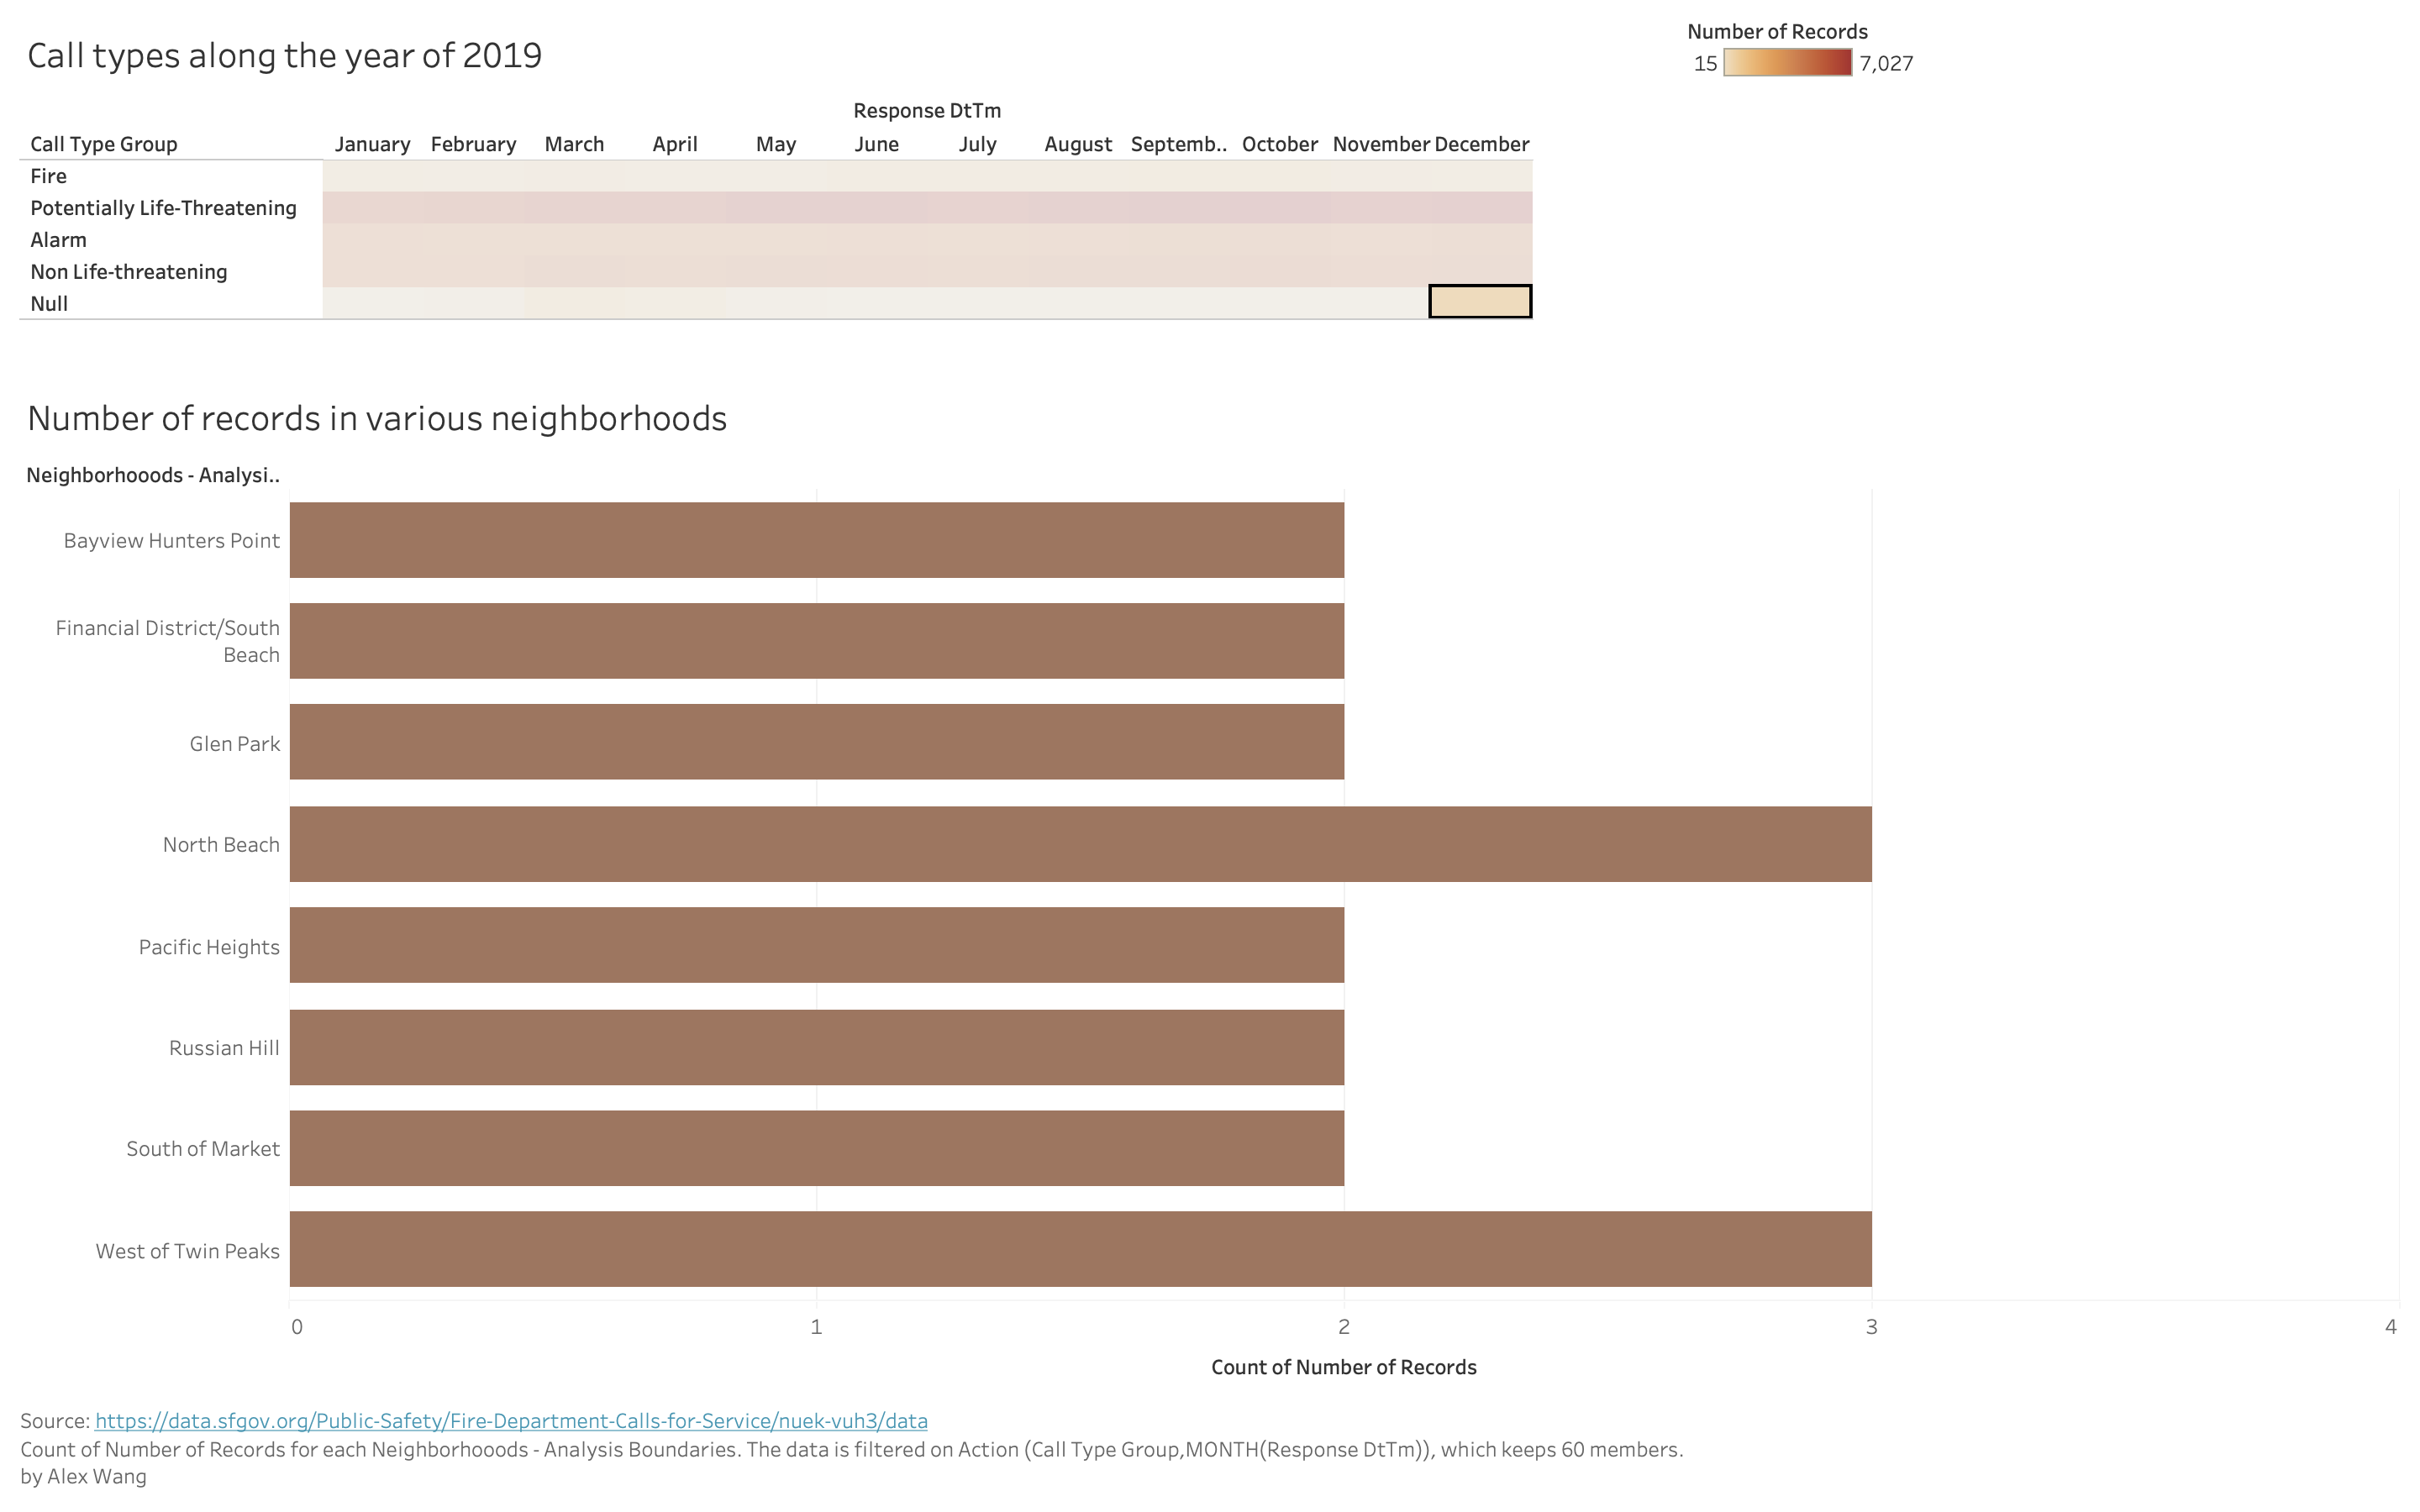 Call types along the year of 2019
Number of Records
15 7,027
Response DtTm
Call Type Group January February March April May June July August Septemb.. October November December
Fire
Potentially Life-Threatening
Alarm
Non Life-threatening
Null
Number of records in various neighborhoods
Neighborhooods - Analysi..
Bayview Hunters Point
Financial District/South
Beach
Glen Park
North Beach
Pacific Heights
Russian Hill
South of Market
West of Twin Peaks
0 1 2 3 4
Count of Number of Records
Source: https://data.sfgov.org/Public-Safety/Fire-Department-Calls-for-Service/nuek-vuh3/data
Count of Number of Records for each Neighborhooods - Analysis Boundaries. The data is filtered on Action (Call Type Group,MONTH(Response DtTm)), which keeps 60 members.
by Alex Wang